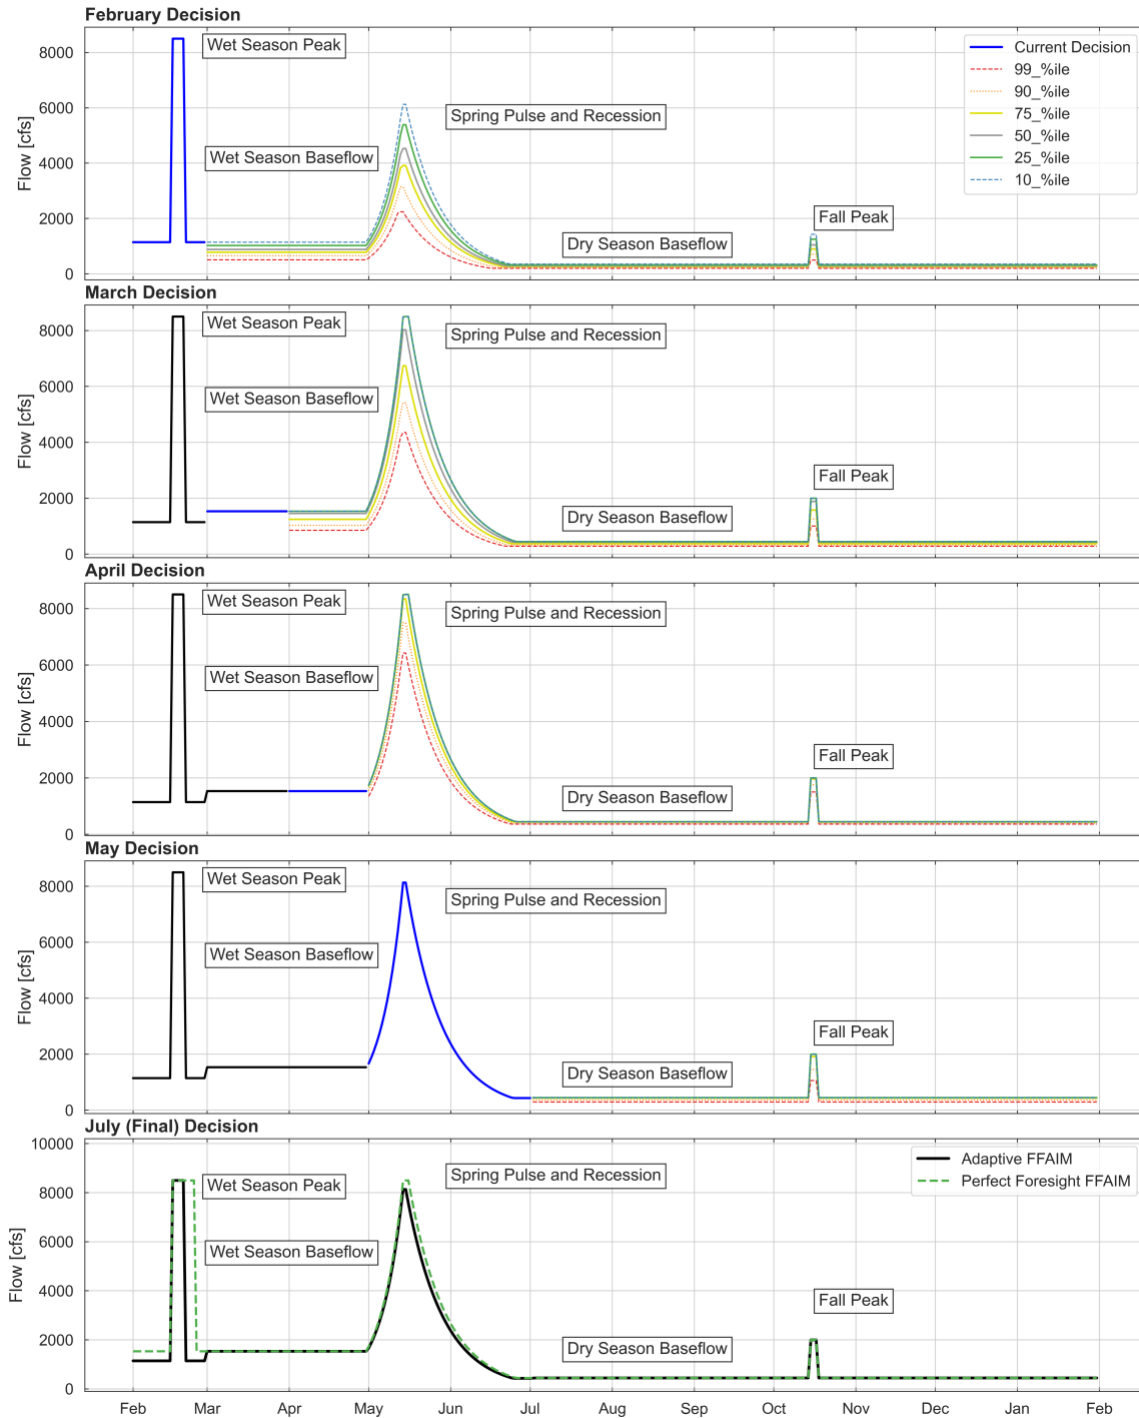 February Decision
Flow [cfs]
8000
6000
4000
2000
0
Wet Season Peak
Wet Season Baseflow
Spring Pulse and Recession
Dry Season Baseflow
Fall Peak
Current Decision
99_%ile
90_%ile
75_%ile
50_%ile
25_%ile
10_%ile
March Decision
Flow [cfs]
8000
6000
4000
2000
0
Wet Season Peak
Wet Season Baseflow
Spring Pulse and Recession
Dry Season Baseflow
Fall Peak
April Decision
Flow [cfs]
8000
6000
4000
2000
0
Wet Season Peak
Wet Season Baseflow
Spring Pulse and Recession
Dry Season Baseflow
Fall Peak
May Decision
Flow [cfs]
8000
6000
4000
2000
0
Wet Season Peak
Wet Season Baseflow
Spring Pulse and Recession
Dry Season Baseflow
Fall Peak
July (Final) Decision
Flow [cfs]
10000
8000
6000
4000
2000
0
Wet Season Peak
Wet Season Baseflow
Spring Pulse and Recession
Dry Season Baseflow
Fall Peak
Adaptive FFAIM
Perfect Foresight FFAIM
Feb Mar Apr May Jun Jul Aug Sep Oct Nov Dec Jan Feb